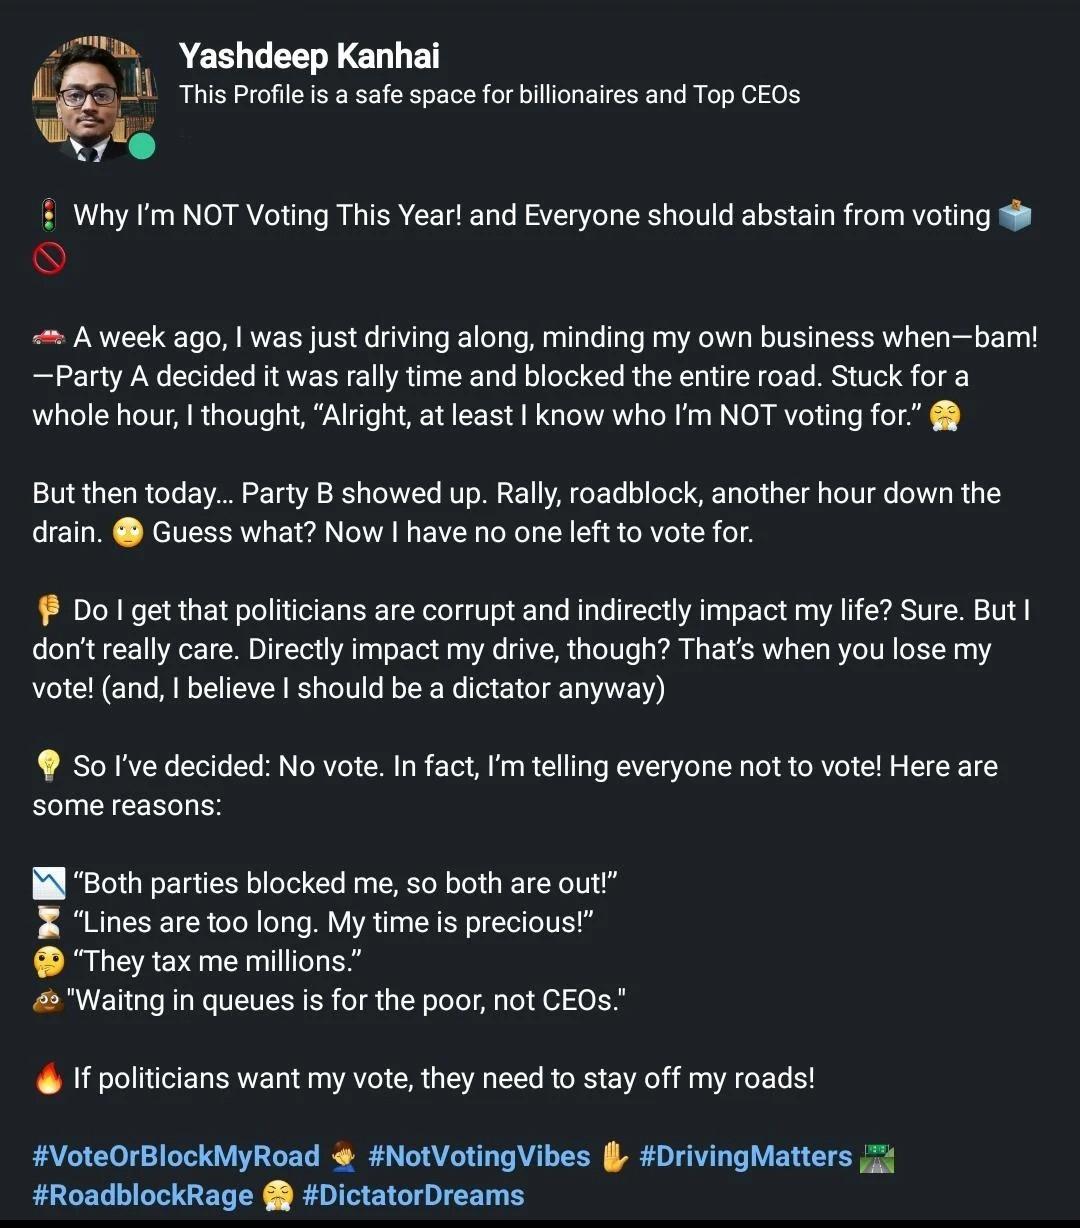 Yashdeep Kanhai
This Profile is a safe space for billionaires and Top CEOs
🚦 Why I’m NOT Voting This Year! and Everyone should abstain from voting 🗳️
🚫
🚗 A week ago, I was just driving along, minding my own business when—bam!
—Party A decided it was rally time and blocked the entire road. Stuck for a
whole hour, I thought, “Alright, at least I know who I’m NOT voting for.” 😤
But then today… Party B showed up. Rally, roadblock, another hour down the
drain. 🙄 Guess what? Now I have no one left to vote for.
👎 Do I get that politicians are corrupt and indirectly impact my life? Sure. But I
don’t really care. Directly impact my drive, though? That’s when you lose my
vote! (and, I believe I should be a dictator anyway)
💡 So I’ve decided: No vote. In fact, I’m telling everyone not to vote! Here are
some reasons:
📉 “Both parties blocked me, so both are out!”
⏳ “Lines are too long. My time is precious!”
🤔 “They tax me millions.”
💩"Waitng in queues is for the poor, not CEOs."
🔥 If politicians want my vote, they need to stay off my roads!
#VoteOrBlockMyRoad 🤦‍♂️ #NotVotingVibes ✋ #DrivingMatters 🛣️
#RoadblockRage 😤 #DictatorDreams